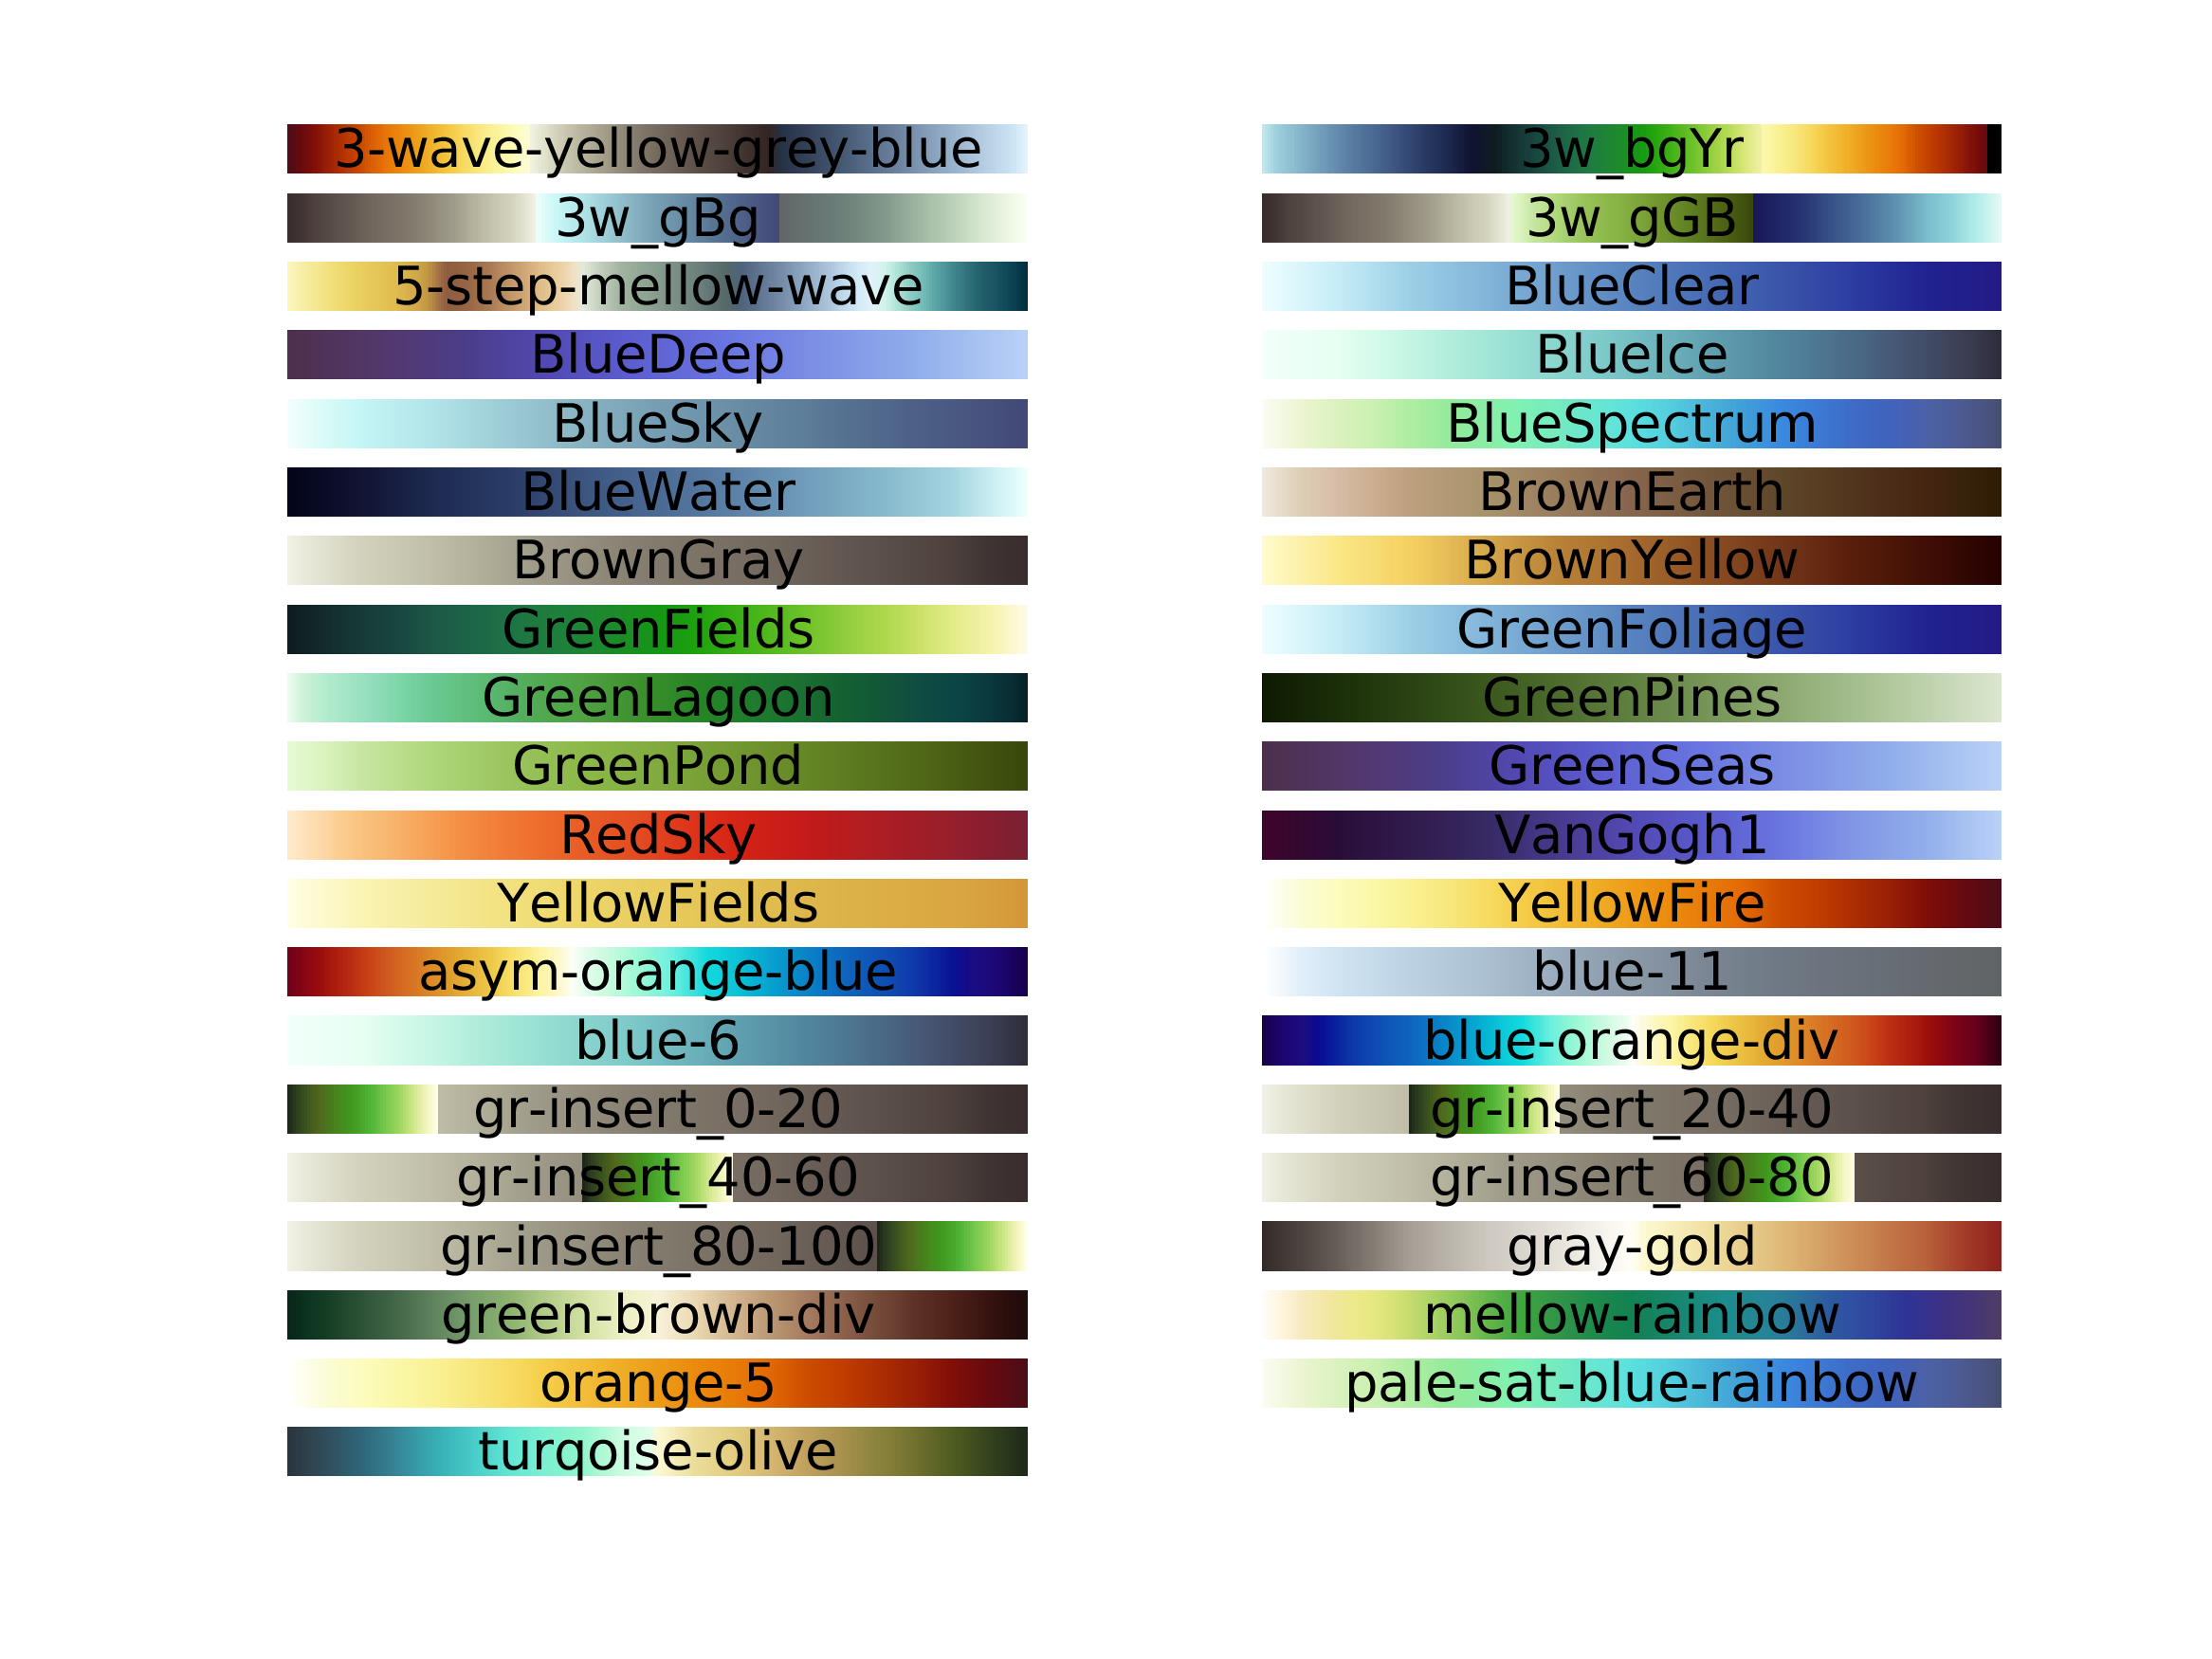 3-wave-yellow-grey-blue
3w_bgYr
3w_gBg
3w_gGB
5-step-mellow-wave
BlueClear
BlueDeep
BlueIce
BlueSky
BlueSpectrum
BlueWater
BrownEarth
BrownGray
BrownYellow
GreenFields
GreenFoliage
GreenLagoon
GreenPines
GreenPond
GreenSeas
RedSky
VanGogh1
YellowFields
YellowFire
asym-orange-blue
blue-11
blue-6
blue-orange-div
gr-insert_0-20
gr-insert_20-40
gr-insert_40-60
gr-insert_60-80
gr-insert_80-100
gray-gold
green-brown-div
mellow-rainbow
orange-5
pale-sat-blue-rainbow
turqoise-olive